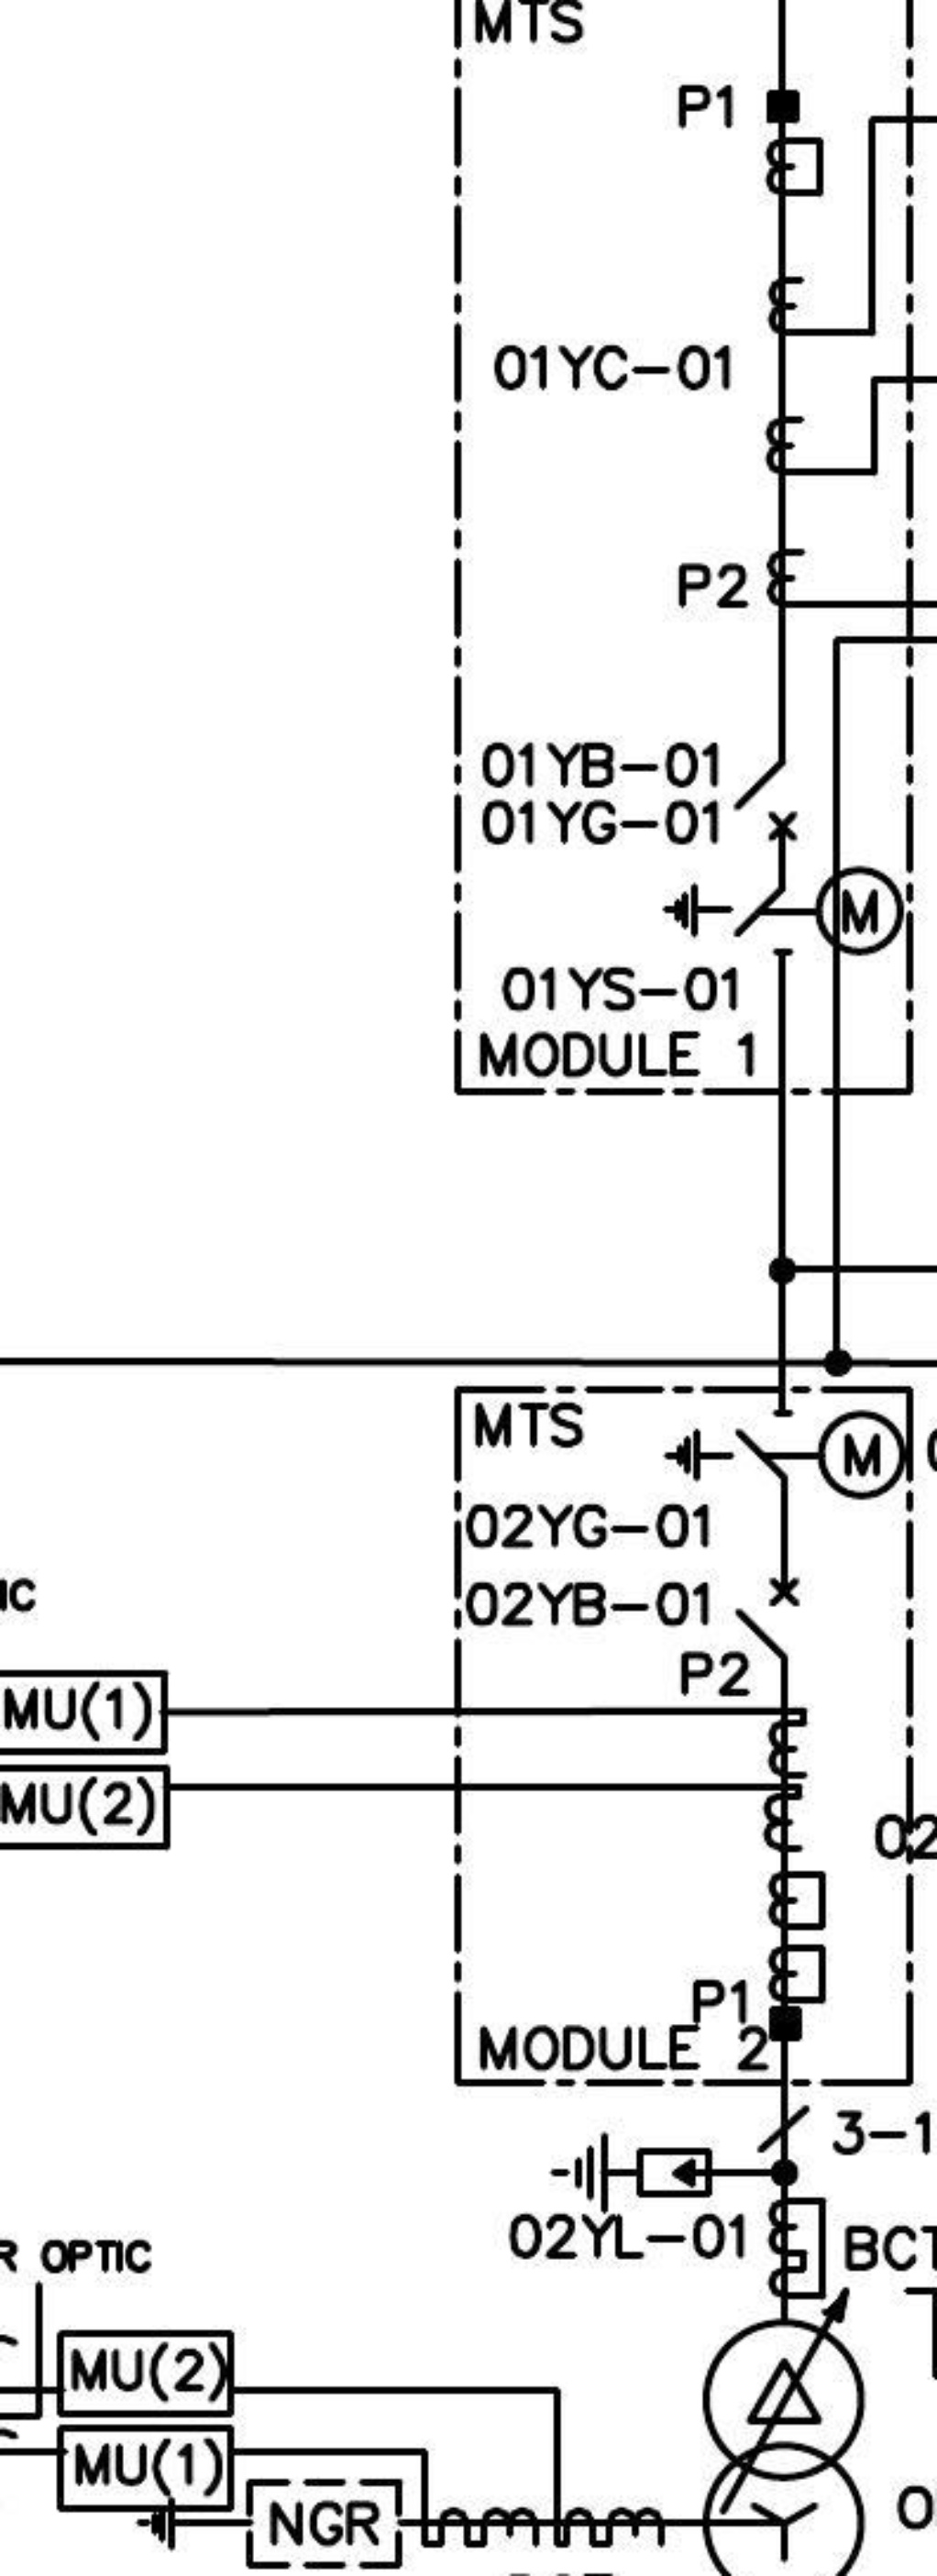 MTS
P1
01YC-01
P2
01YB-01
01YG-01
M
01YS-01
MODULE 1
MTS
M
02YG-01
02YB-01
P2
MU(1)
MU(2)
02
P1
MODULE 2
3-1
02YL-01
R OPTIC
BCT
MU(2)
MU(1)
NGR